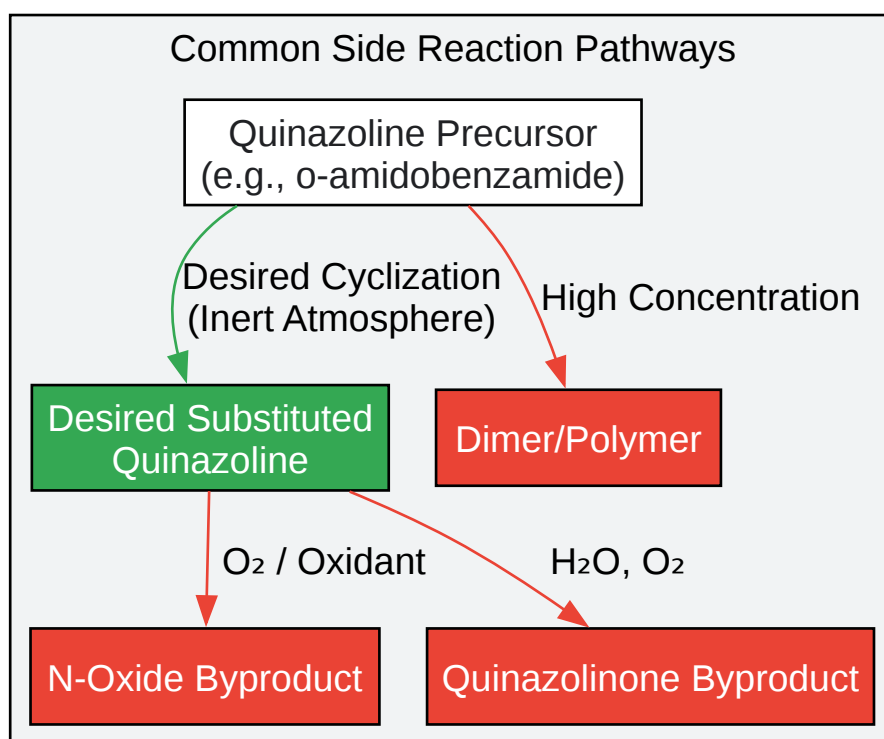 Common Side Reaction Pathways
Quinazoline Precursor
(e.g., o-amidobenzamide)
Desired Cyclization
(Inert Atmosphere)
High Concentration
Desired Substituted
Quinazoline
Dimer/Polymer
O₂ / Oxidant
H₂O, O₂
N-Oxide Byproduct
Quinazolinone Byproduct